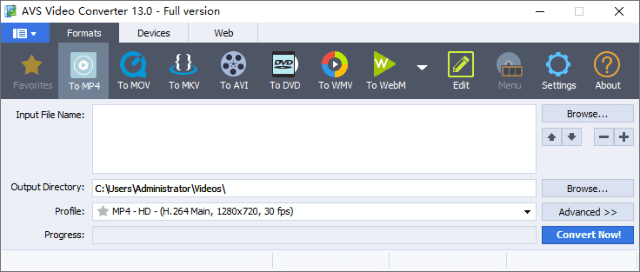 AVS Video Converter 13.0 - Full version
Formats Devices Web
Favorites To MP4 To MOV To MKV To AVI To DVD To WMV To WebM Edit Menu Settings About
Input File Name: Browse...
Output Directory: C:\Users\Administrator\Videos\ Browse...
Profile: MP4 - HD - (H.264 Main, 1280x720, 30 fps) Advanced >>
Progress: Convert Now!